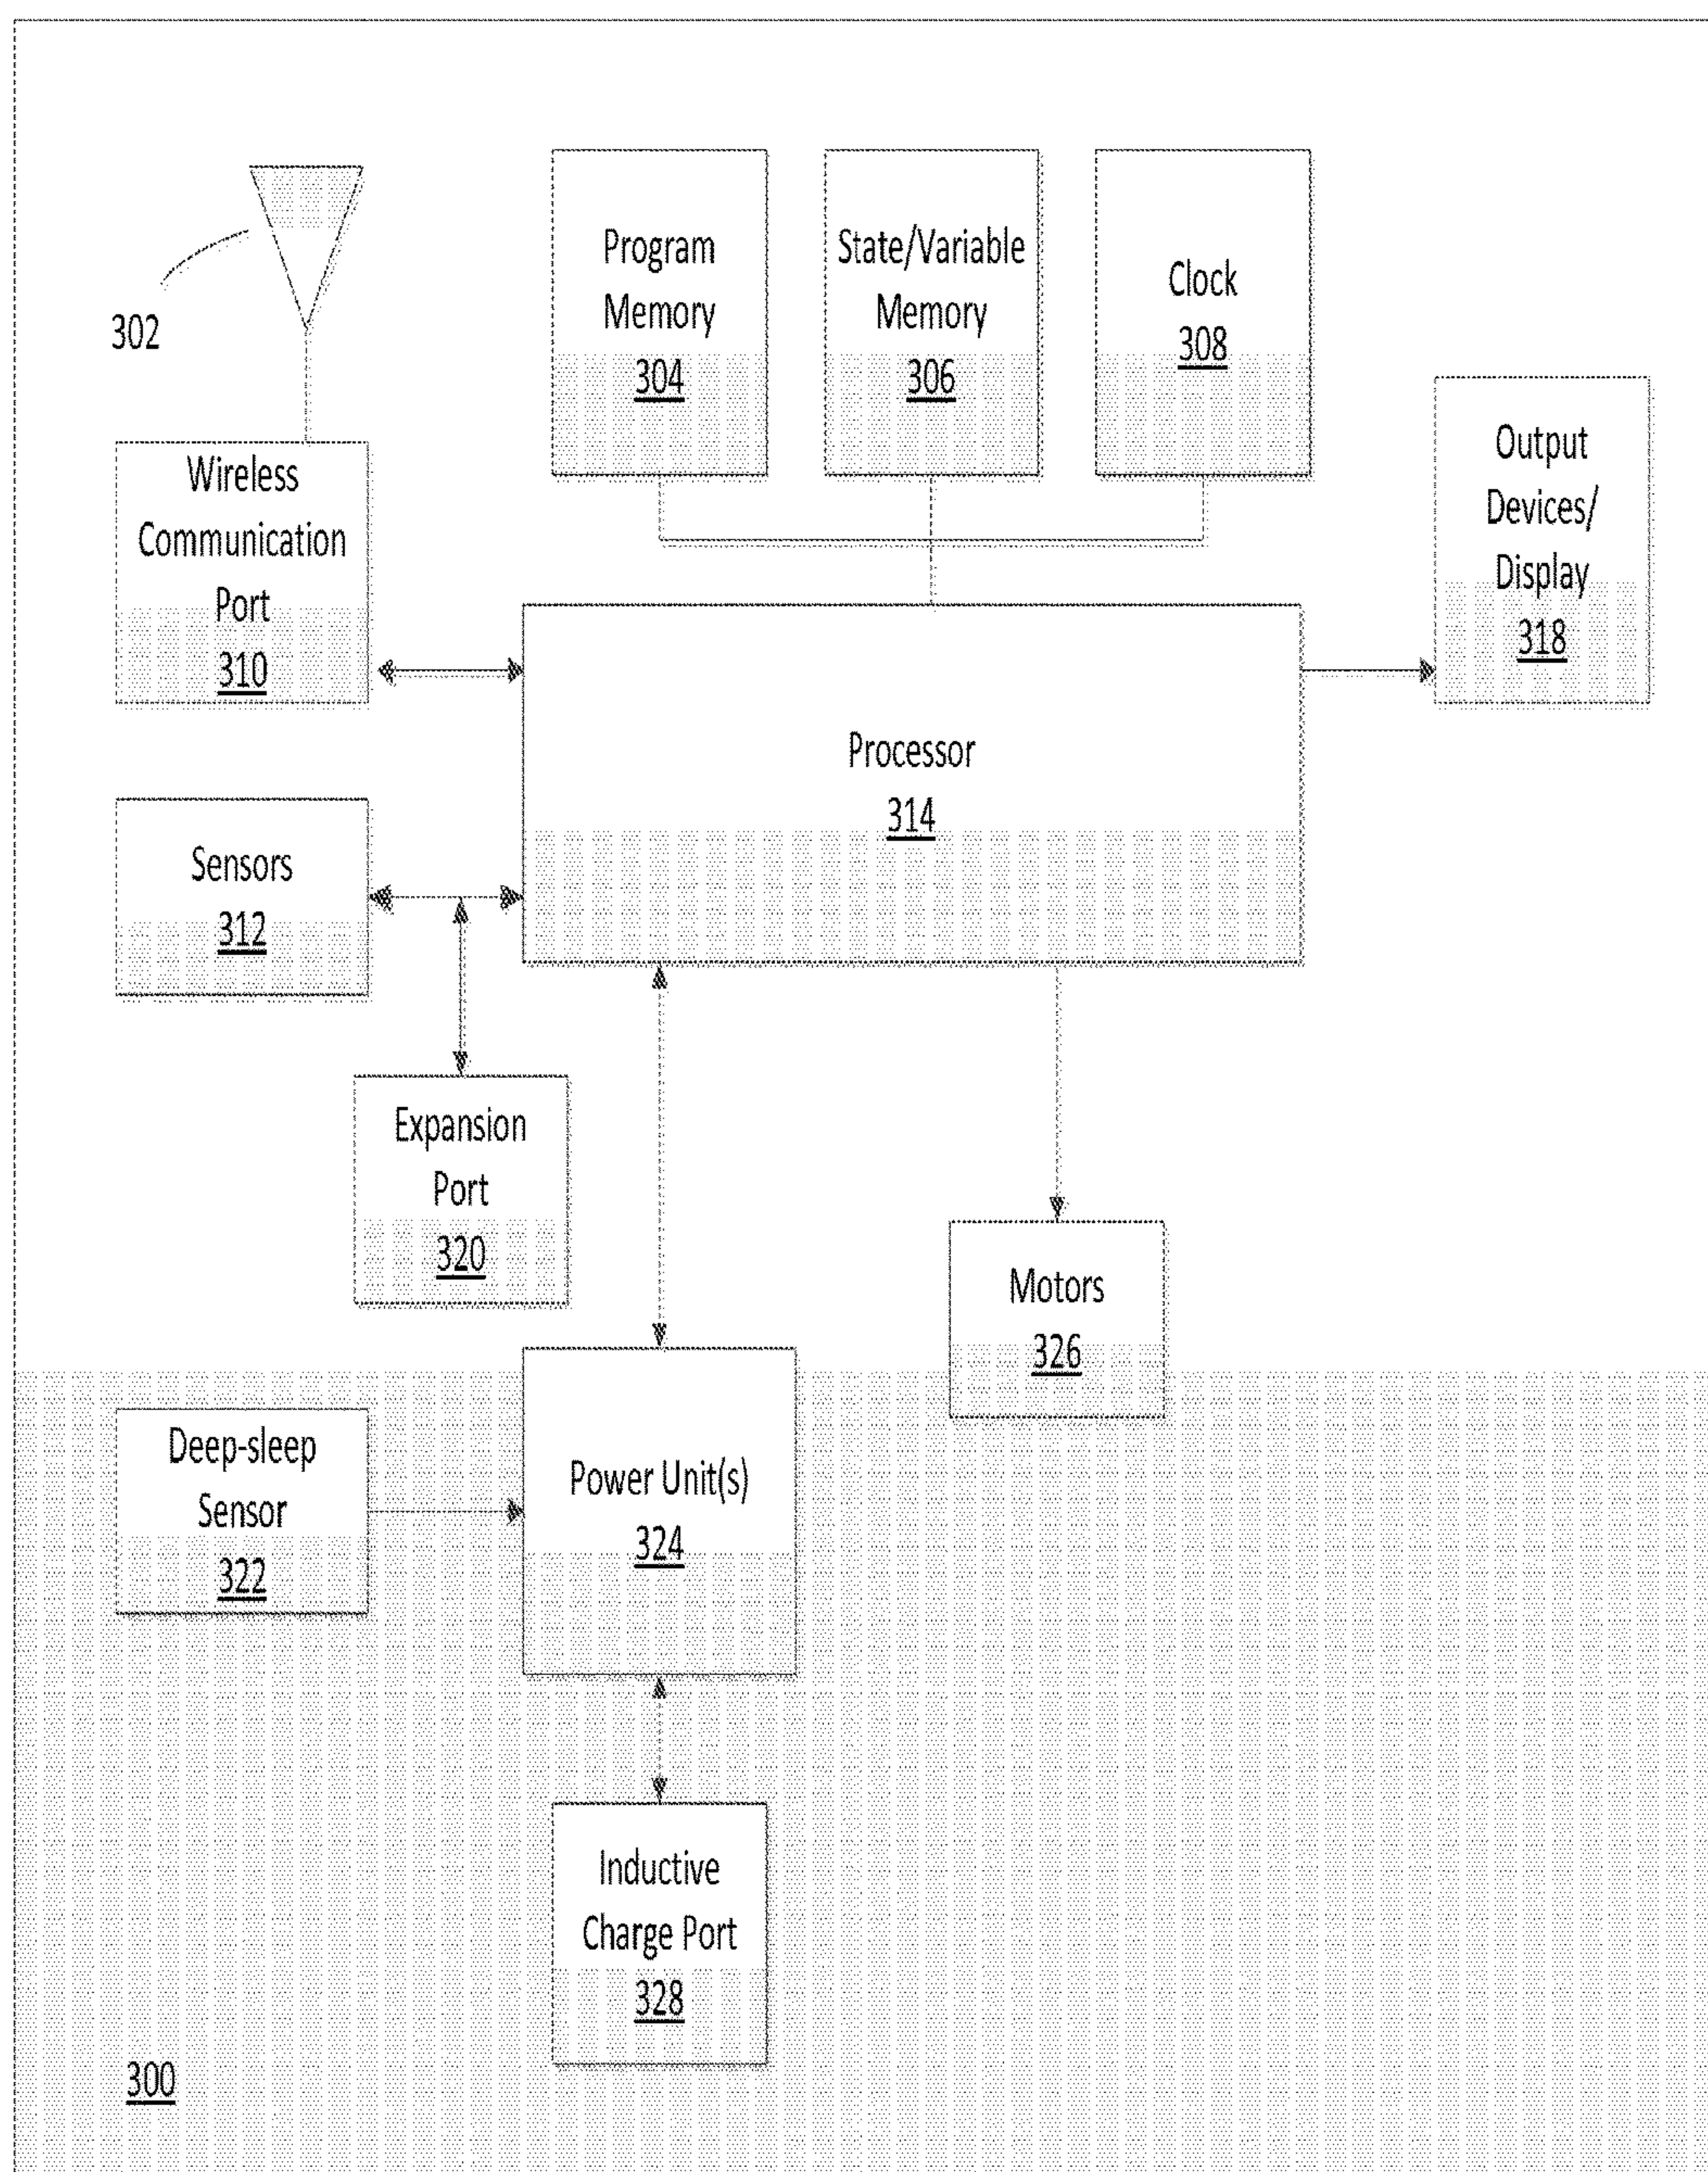 302
Program
Memory
304
State/Variable
Memory
306
Clock
308
Output
Devices/
Display
318
Wireless
Communication
Port
310
Processor
314
Sensors
312
Expansion
Port
320
Motors
326
Deep-sleep
Sensor
322
Power Unit(s)
324
Inductive
Charge Port
328
300